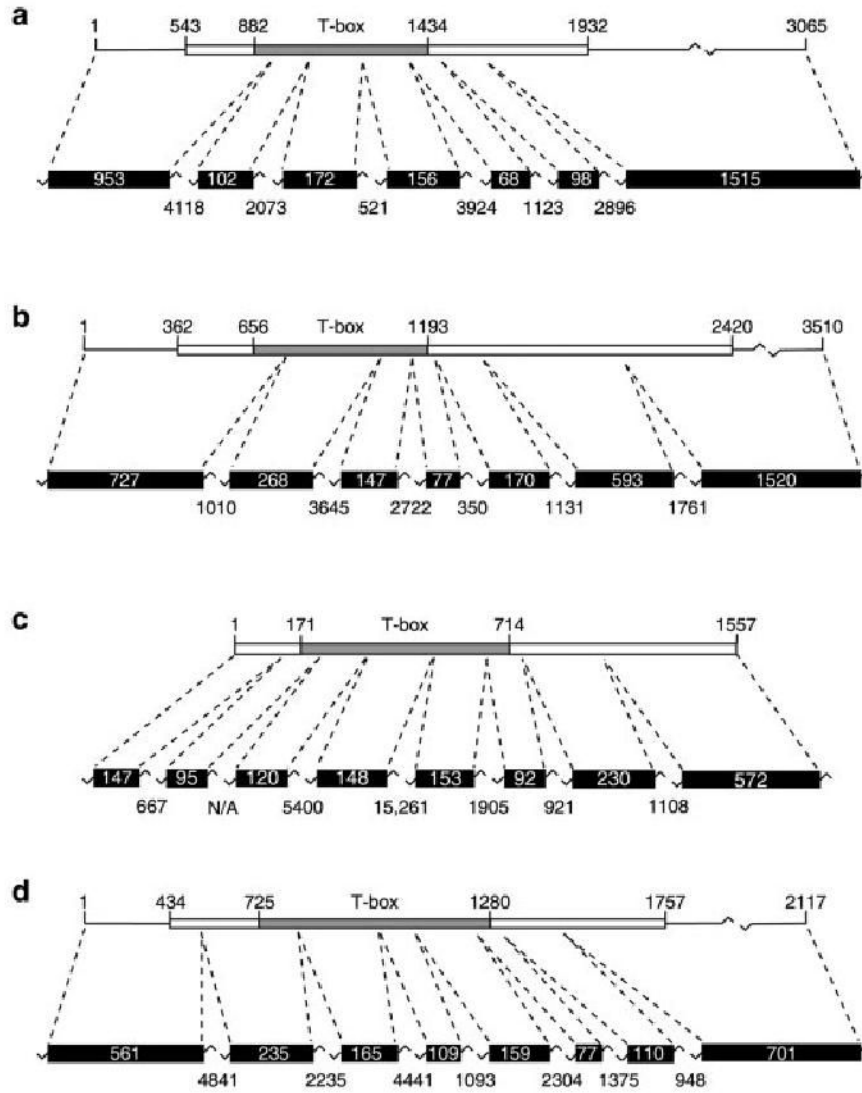 a
1 543 882 T-box 1434 1932 3065
953 102 172 156 68 98 1515
4118 2073 521 3924 1123 2896
b
1 362 656 T-box 1193 2420 3510
727 268 147 77 170 593 1520
1010 3645 2722 350 1131 1761
c
1 171 T-box 714 1557
147 95 120 148 153 92 230 572
667 N/A 5400 15,261 1905 921 1108
d
1 434 725 T-box 1280 1757 2117
561 235 165 109 159 77 110 701
4841 2235 4441 1093 2304 1375 948